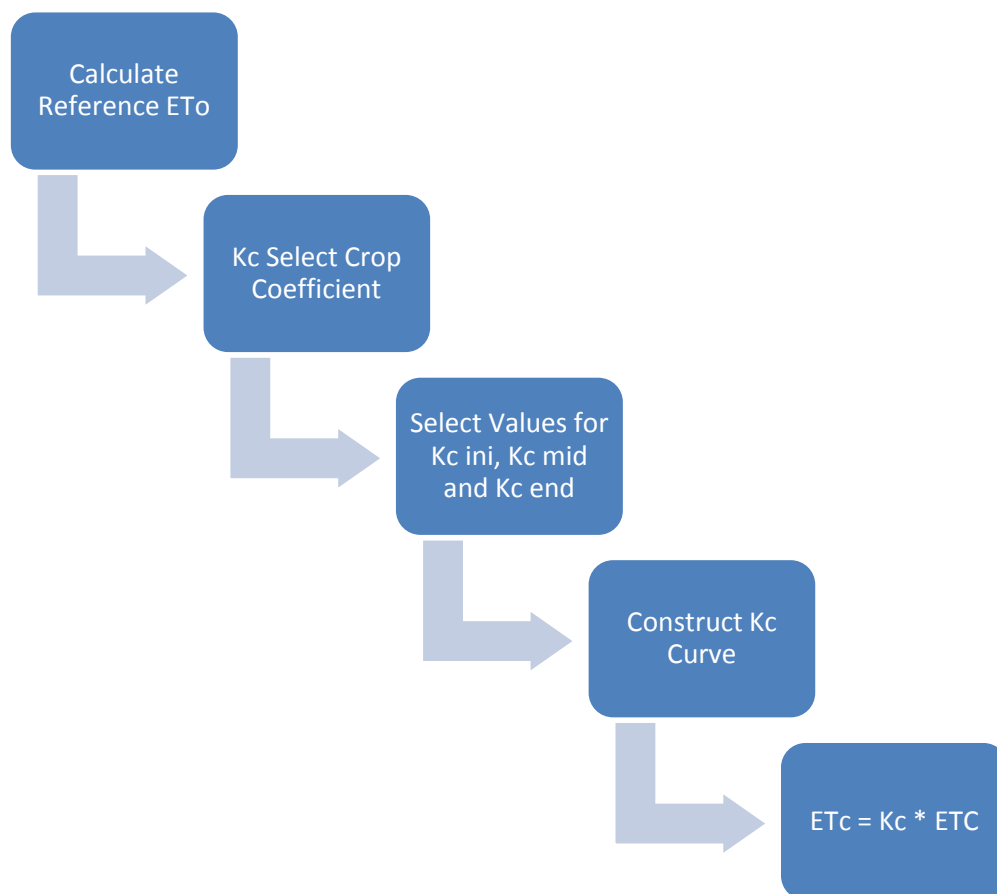 Calculate
Reference ETo
Kc Select Crop
Coefficient
Select Values for
Kc ini, Kc mid
and Kc end
Construct Kc
Curve
ETc = Kc * ETC